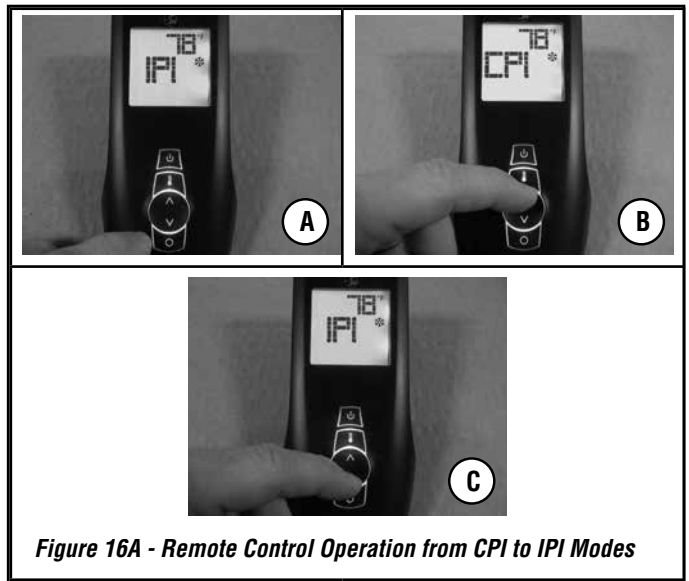 78°F
IPI
A
78°F
CPI
B
78°F
IPI
C
Figure 16A - Remote Control Operation from CPI to IPI Modes